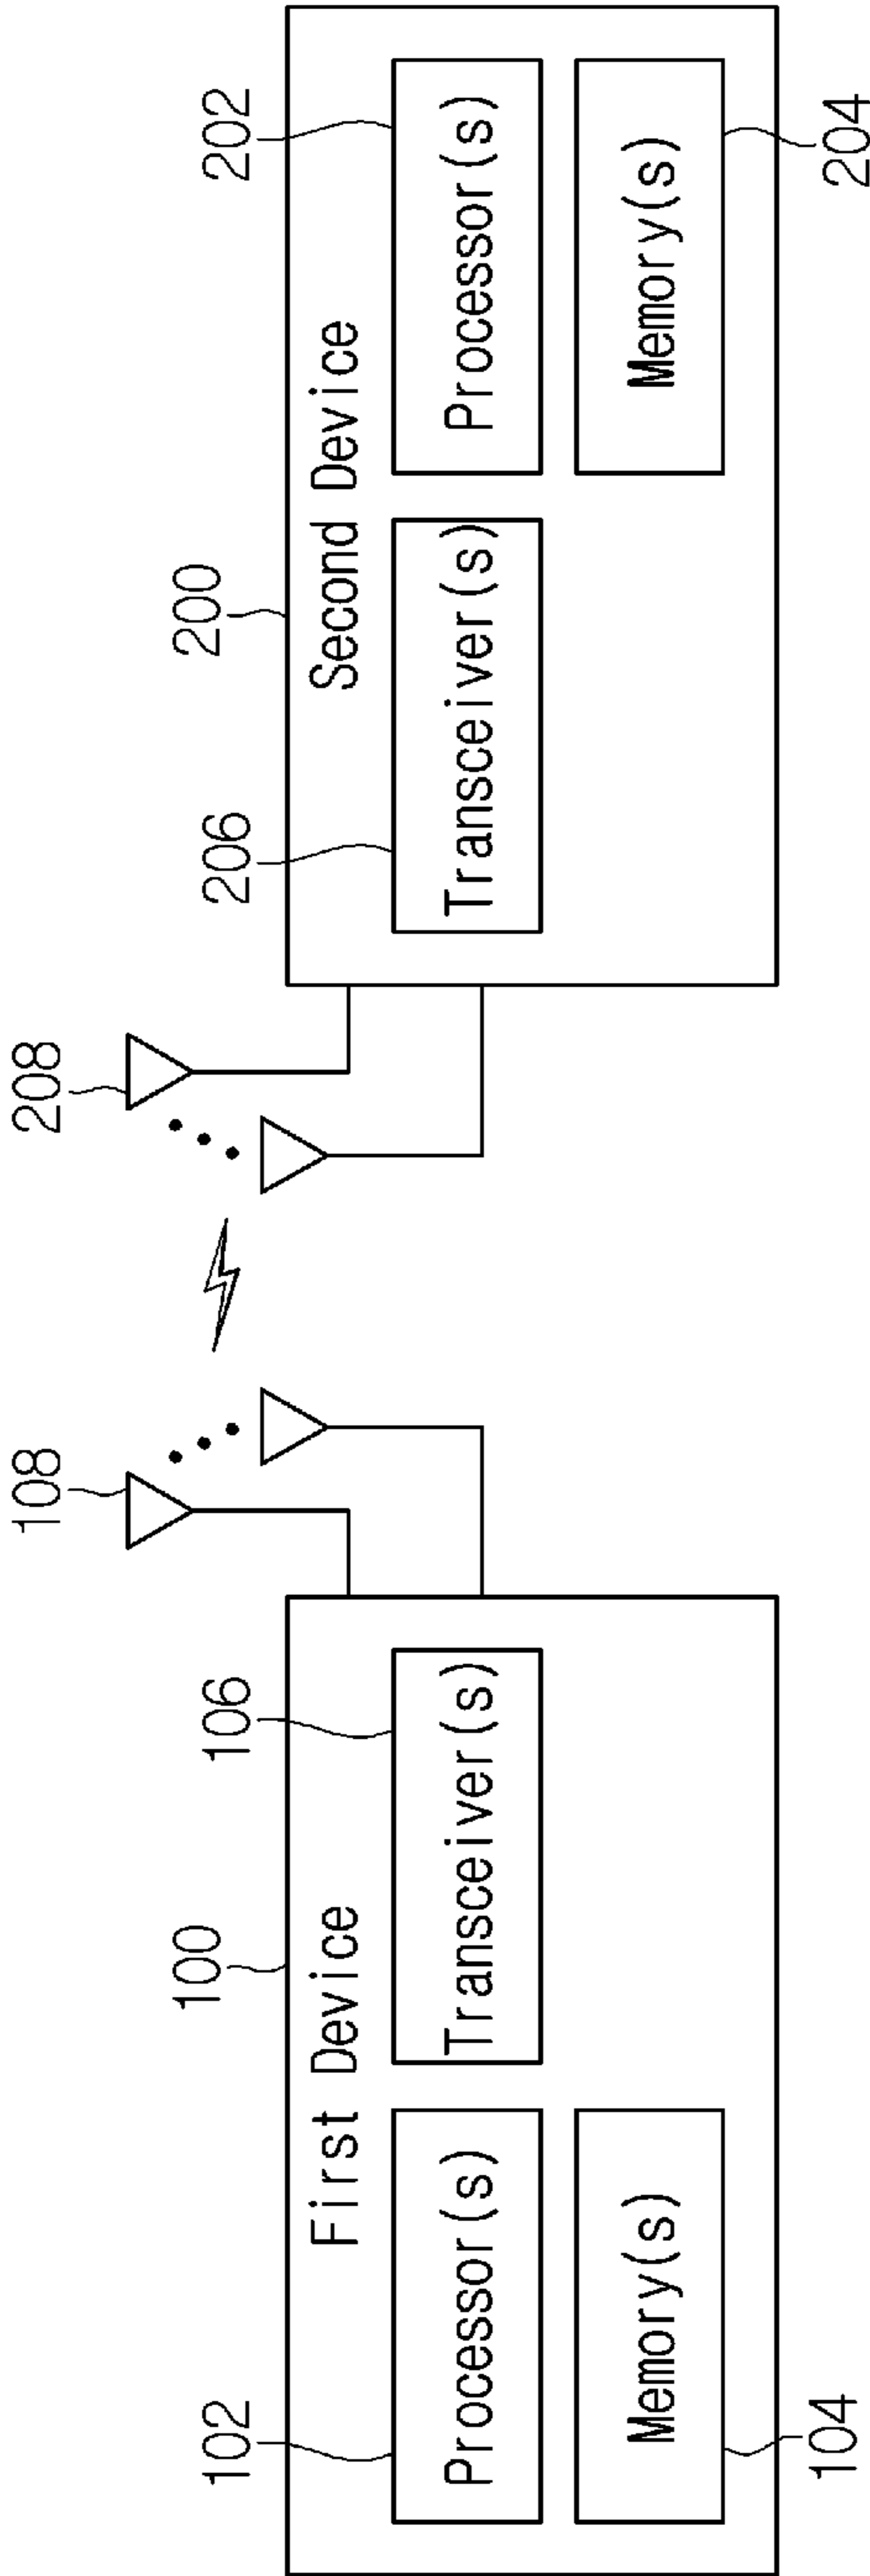 108
208
100
200
102
106
206
202
First Device
Second Device
Processor(s)
Transceiver(s)
Transceiver(s)
Processor(s)
Memory(s)
Memory(s)
104
204